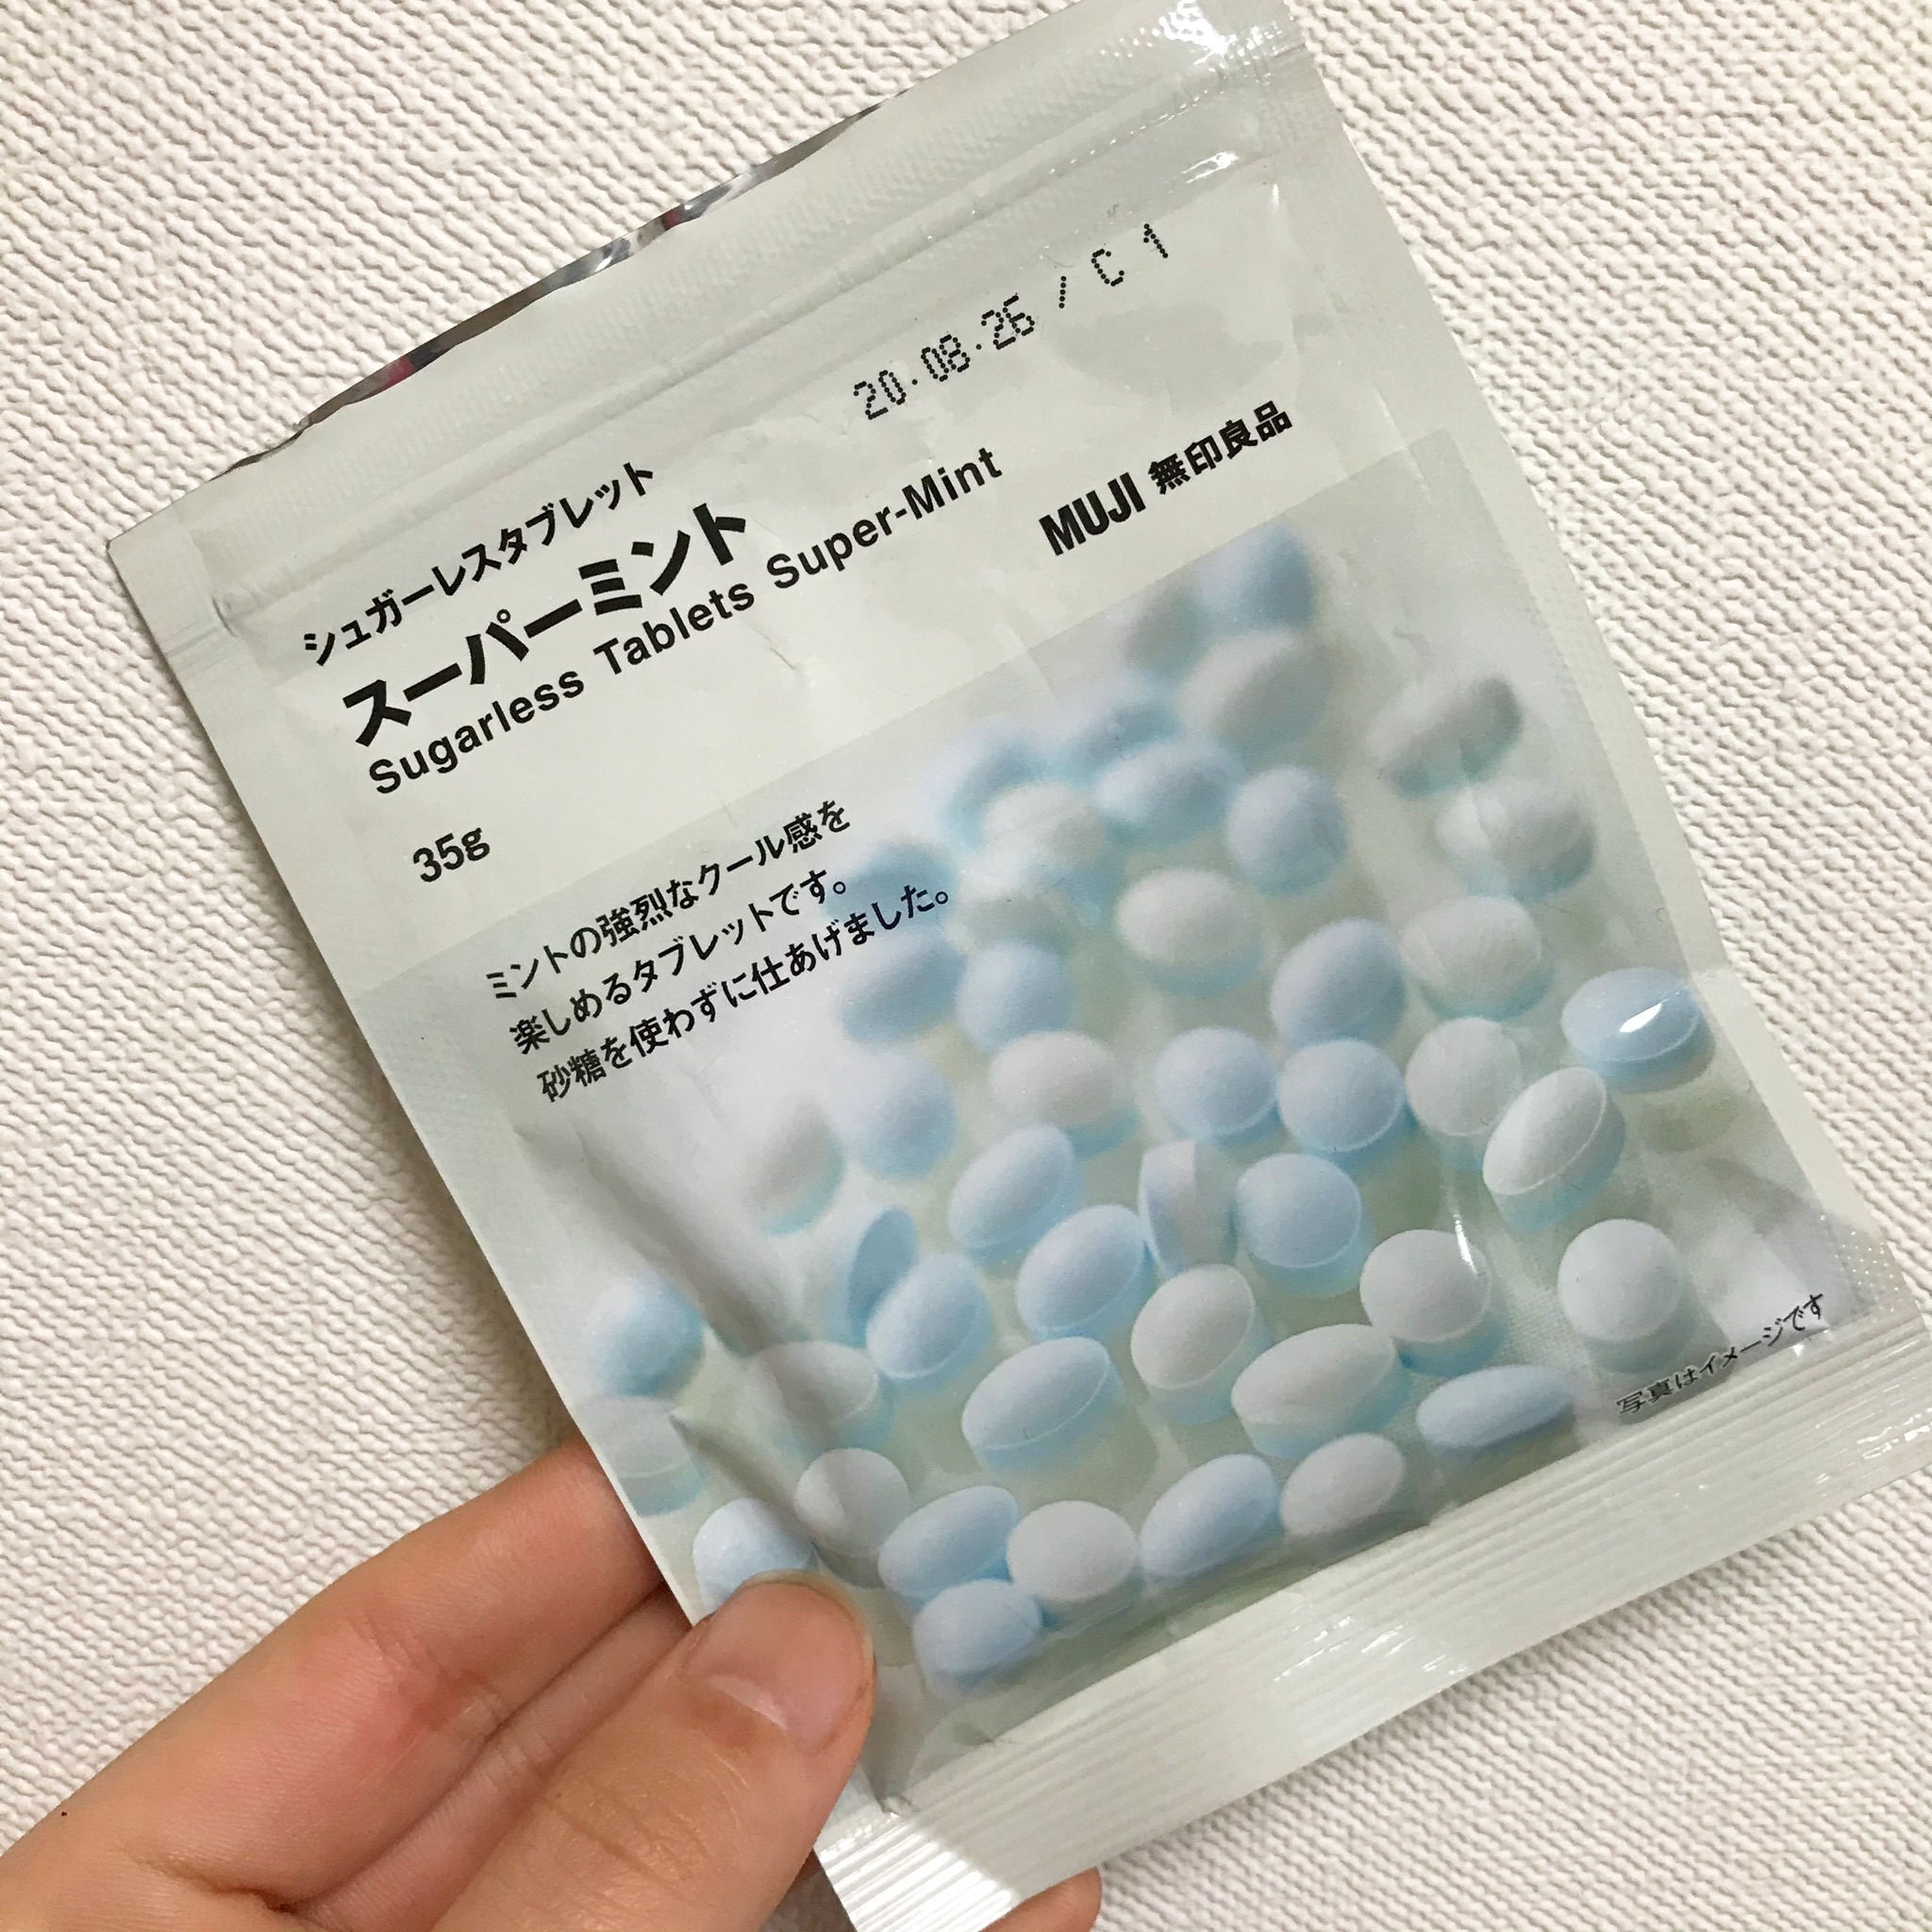 20.08.26 / C 1
シュガーレスタブレット
スーパーミント
Sugarless Tablets Super-Mint
MUJI 無印良品
35g
ミントの強烈なクール感を
楽しめるタブレットです。
砂糖を使わずに仕あげました。
写真はイメージです